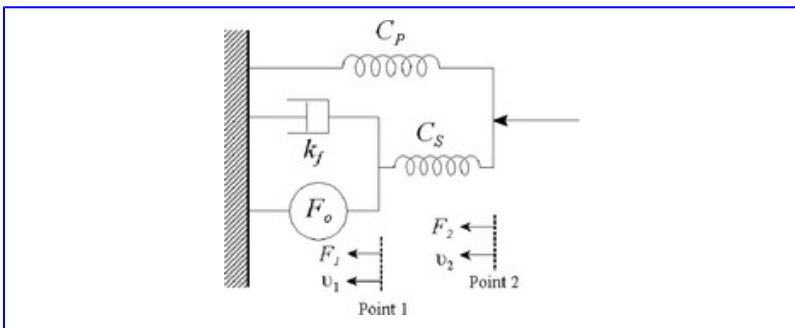 C_P
k_f
C_S
F_o
F_1
υ_1
Point 1
F_2
υ_2
Point 2